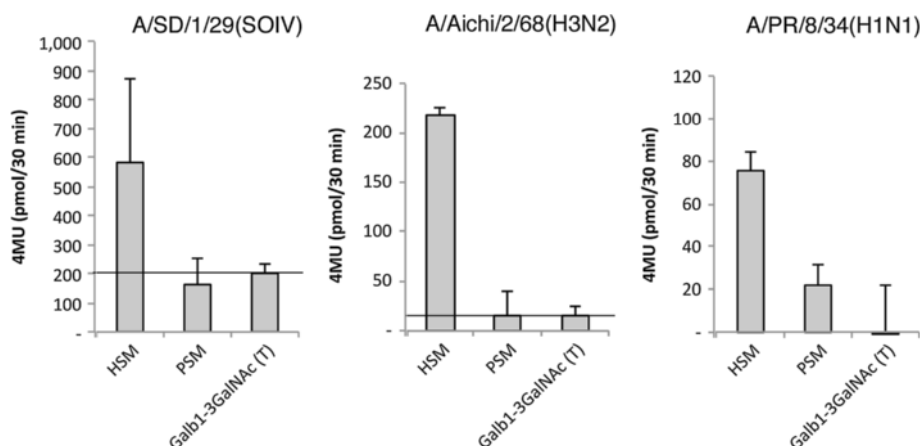 A/SD/1/29(SOIV)
1,000
900
800
700
600
500
400
300
200
100
-
4MU (pmol/30 min)
HSM
PSM
Galb1-3GalNAc (T)
A/Aichi/2/68(H3N2)
250
200
150
100
50
-
4MU (pmol/30 min)
HSM
PSM
Galb1-3GalNAc (T)
A/PR/8/34(H1N1)
120
100
80
60
40
20
-
4MU (pmol/30 min)
HSM
PSM
Galb1-3GalNAc (T)